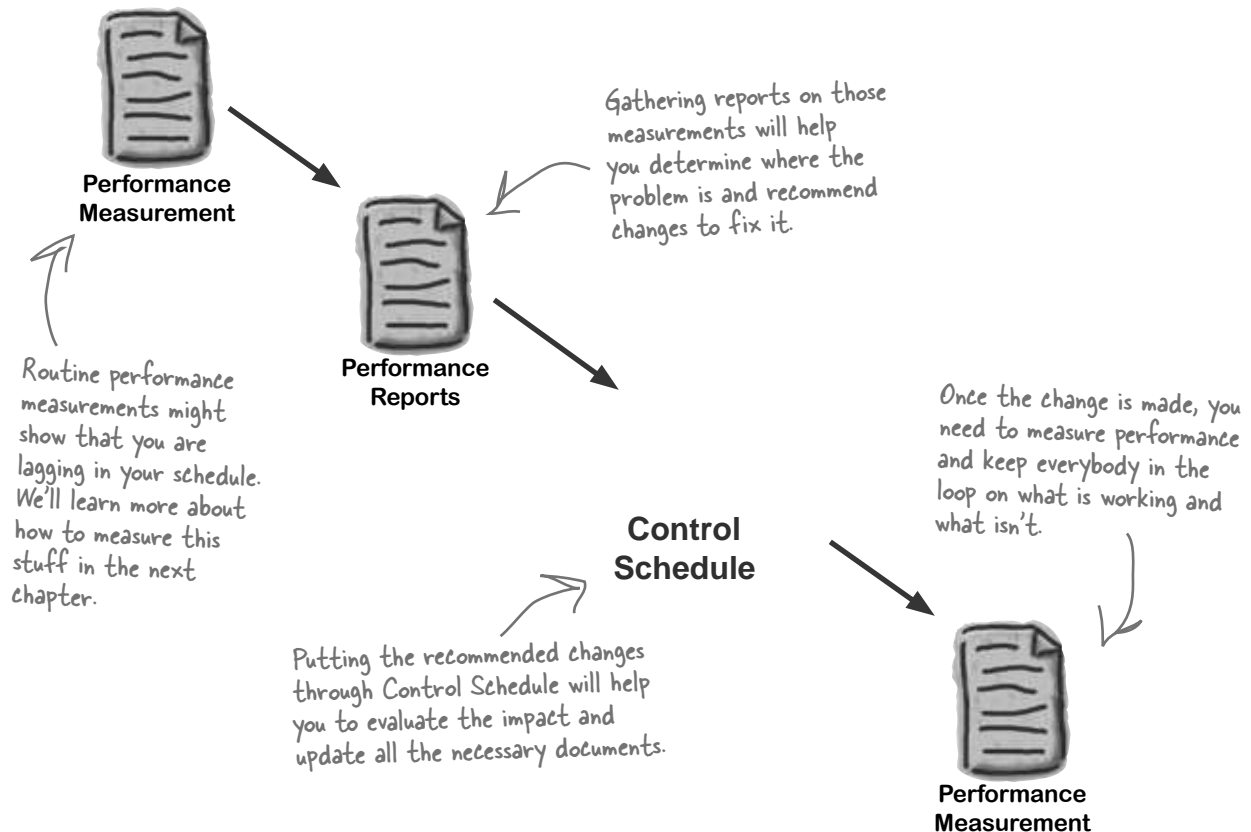 Performance
Measurement
Gathering reports on those
measurements will help
you determine where the
problem is and recommend
changes to fix it.
Performance
Reports
Routine performance
measurements might
show that you are
lagging in your schedule.
We'll learn more about
how to measure this
stuff in the next
chapter.
Once the change is made, you
need to measure performance
and keep everybody in the
loop on what is working and
what isn't.
Control
Schedule
Putting the recommended changes
through Control Schedule will help
you to evaluate the impact and
update all the necessary documents.
Performance
Measurement